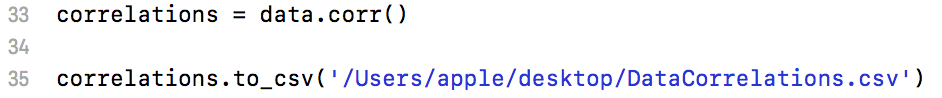 33 correlations = data.corr()
34
35 correlations.to_csv('/Users/apple/desktop/DataCorrelations.csv')